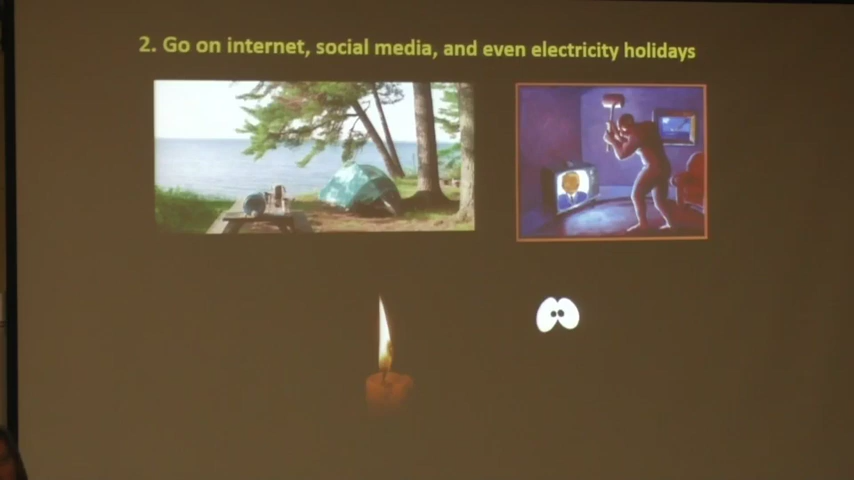 2. Go on internet, social media, and even electricity holidays